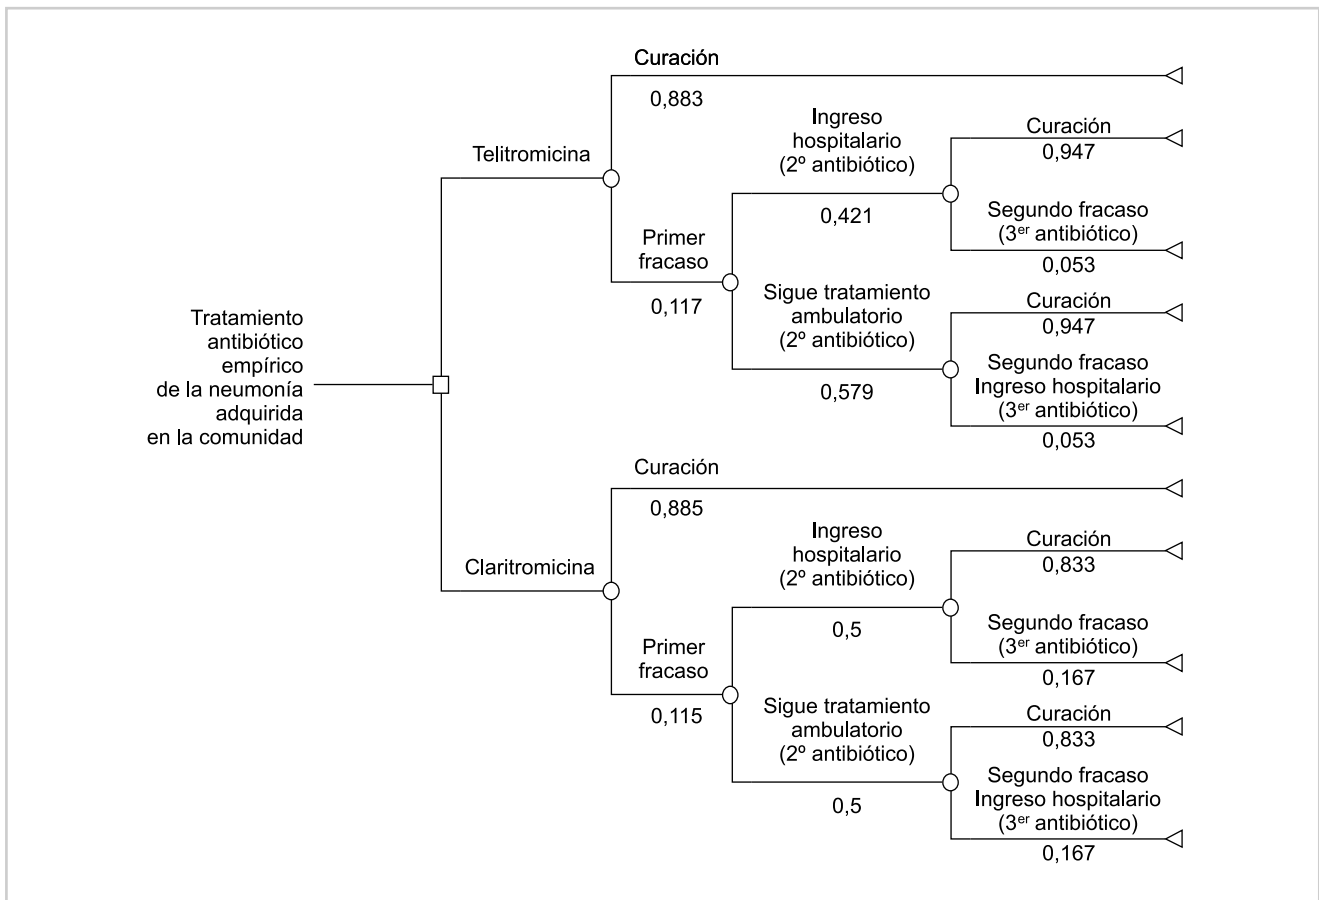 Tratamiento
antibiótico
empírico
de la neumonía
adquirida
en la comunidad
Telitromicina
Curación
0,883
Primer
fracaso
0,117
Ingreso
hospitalario
(2º antibiótico)
0,421
Curación
0,947
Segundo fracaso
(3er antibiótico)
0,053
Sigue tratamiento
ambulatorio
(2º antibiótico)
0,579
Curación
0,947
Segundo fracaso
Ingreso hospitalario
(3er antibiótico)
0,053
Claritromicina
Curación
0,885
Primer
fracaso
0,115
Ingreso
hospitalario
(2º antibiótico)
0,5
Curación
0,833
Segundo fracaso
(3er antibiótico)
0,167
Sigue tratamiento
ambulatorio
(2º antibiótico)
0,5
Curación
0,833
Segundo fracaso
Ingreso hospitalario
(3er antibiótico)
0,167